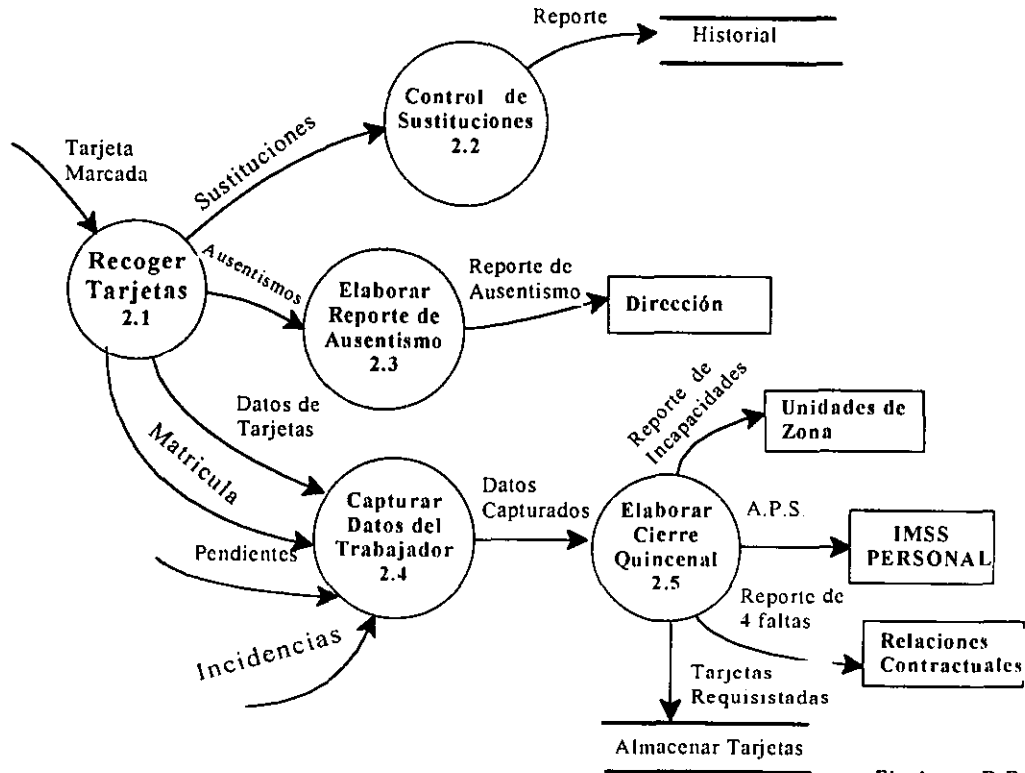 Reporte
Historial
Control de
Sustituciones
2.2
Tarjeta
Marcada
Sustituciones
Recoger
Tarjetas
2.1
Ausentismos
Elaborar
Reporte de
Ausentismo
2.3
Reporte de
Ausentismo
Dirección
Datos de
Tarjetas
Matricula
Reporte de
Incapacidades
Unidades de
Zona
Capturar
Datos del
Trabajador
2.4
Datos
Capturados
Elaborar
Cierre
Quincenal
2.5
A.P.S.
IMSS
PERSONAL
Pendientes
Incidencias
Reporte de
4 faltas
Relaciones
Contractuales
Tarjetas
Requisistadas
Almacenar Tarjetas